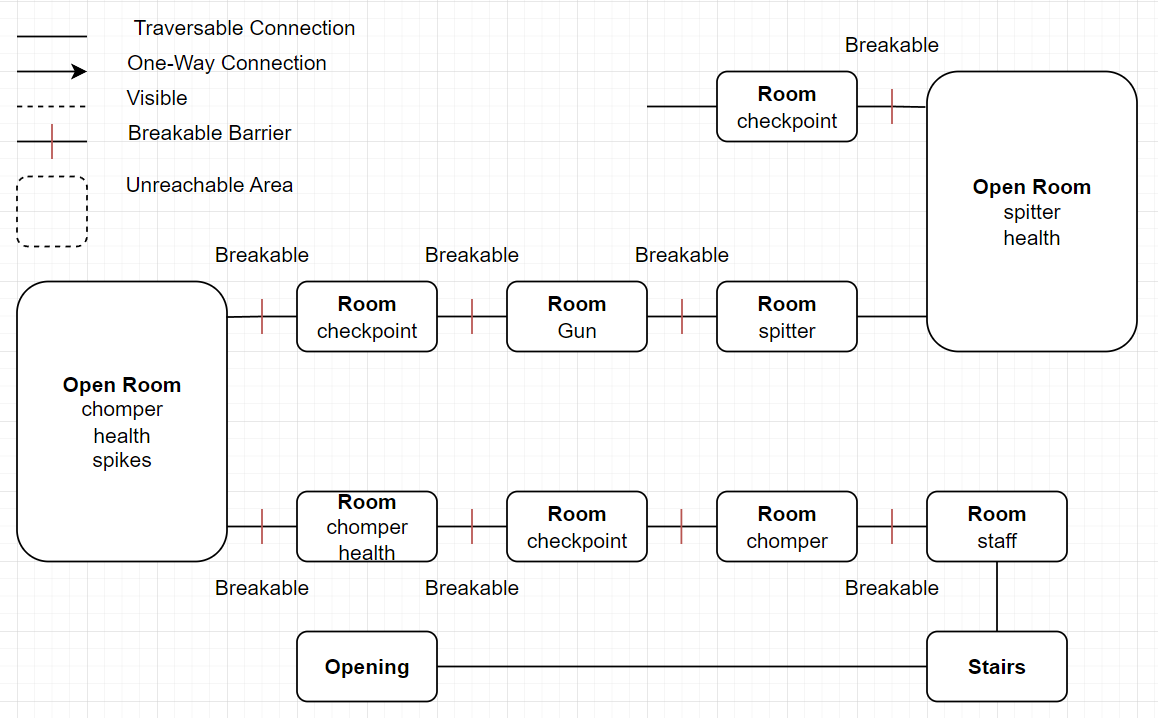 Traversable Connection
One-Way Connection
Visible
Breakable Barrier
Unreachable Area
Breakable
Room
checkpoint
Open Room
spitter
health
Breakable
Breakable
Breakable
Open Room
chomper
health
spikes
Room
checkpoint
Room
Gun
Room
spitter
Room
chomper
health
Room
checkpoint
Room
chomper
Room
staff
Breakable
Breakable
Breakable
Opening
Stairs